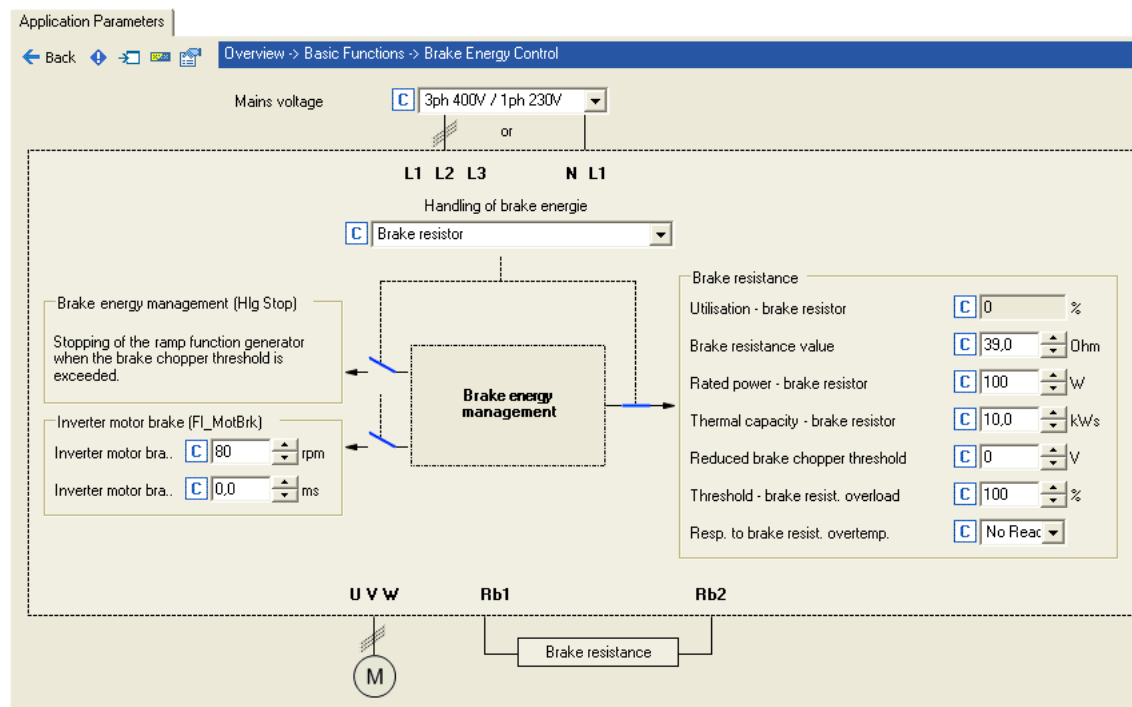 Application Parameters
Back
Overview -> Basic Functions -> Brake Energy Control
Mains voltage
C 3ph 400V / 1ph 230V
or
L1 L2 L3 N L1
Handling of brake energie
C Brake resistor
Brake energy management (Hlg Stop)
Stopping of the ramp function generator
when the brake chopper threshold is
exceeded.
Inverter motor brake (FI_MotBrk)
Inverter motor bra.. C 80 rpm
Inverter motor bra.. C 0,0 ms
Brake energy
management
Brake resistance
Utilisation - brake resistor C 0 %
Brake resistance value C 39,0 Ohm
Rated power - brake resistor C 100 W
Thermal capacity - brake resistor C 10,0 kWs
Reduced brake chopper threshold C 0 V
Threshold - brake resist. overload C 100 %
Resp. to brake resist. overtemp. C No Reac
U V W Rb1 Rb2
Brake resistance
M